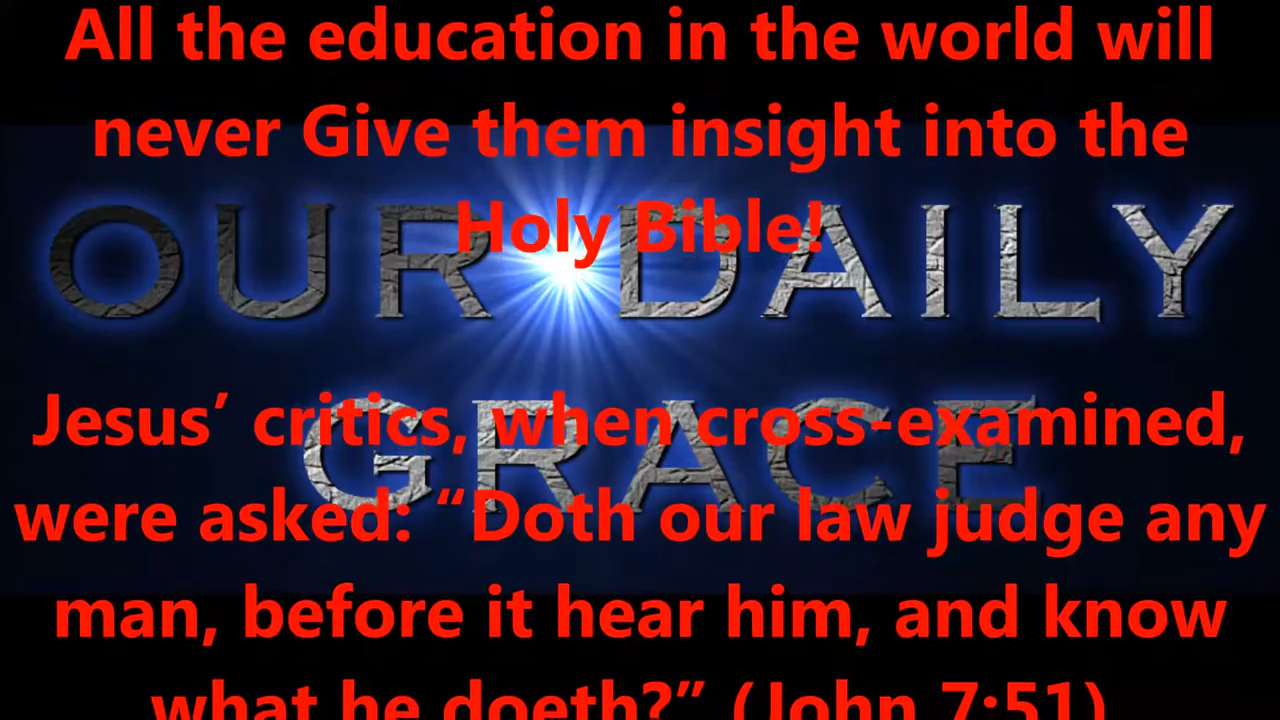 All the education in the world will
never Give them insight into the
Holy Bible!
OUR DAILY
GRACE
Jesus’ critics, when cross-examined,
were asked: “Doth our law judge any
man, before it hear him, and know
what he doeth?” (John 7:51)